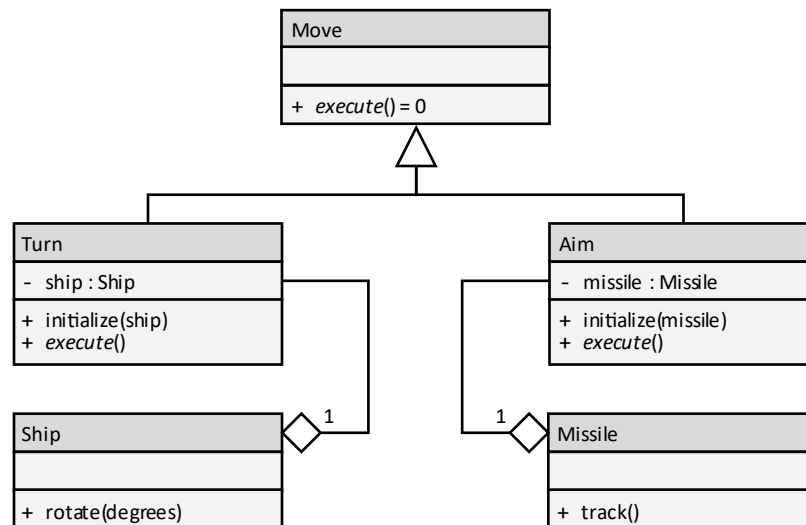 Move
+ execute() = 0
Turn
- ship : Ship
+ initialize(ship)
+ execute()
Aim
- missile : Missile
+ initialize(missile)
+ execute()
1
1
Ship
+ rotate(degrees)
Missile
+ track()